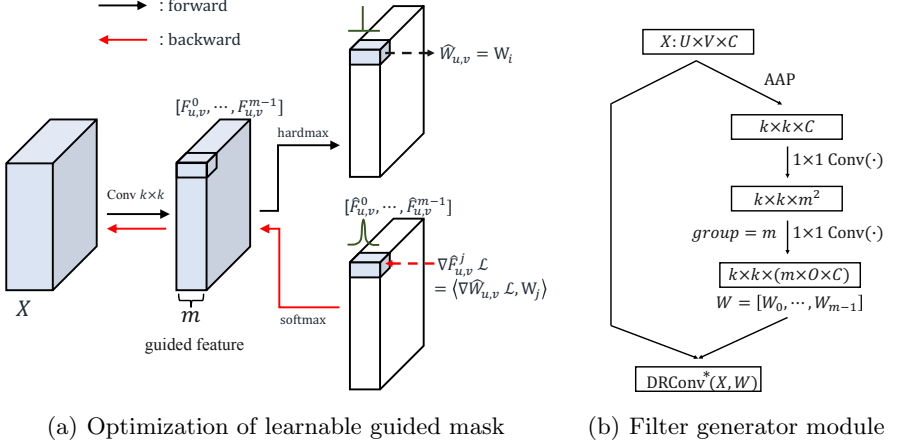 : forward
: backward
Ŵ_{u,v} = W_i
[F^0_{u,v}, ⋯, F^{m−1}_{u,v}]
hardmax
Conv k×k
[F̂^0_{u,v}, ⋯, F̂^{m−1}_{u,v}]
∇F̂^j_{u,v} ℒ
= ⟨∇Ŵ_{u,v} ℒ, W_j⟩
softmax
X
m
guided feature
(a) Optimization of learnable guided mask
X: U×V×C
AAP
k×k×C
1×1 Conv(·)
k×k×m²
group = m
1×1 Conv(·)
k×k×(m×O×C)
W = [W_0, ⋯, W_{m−1}]
DRConv*(X, W)
(b) Filter generator module